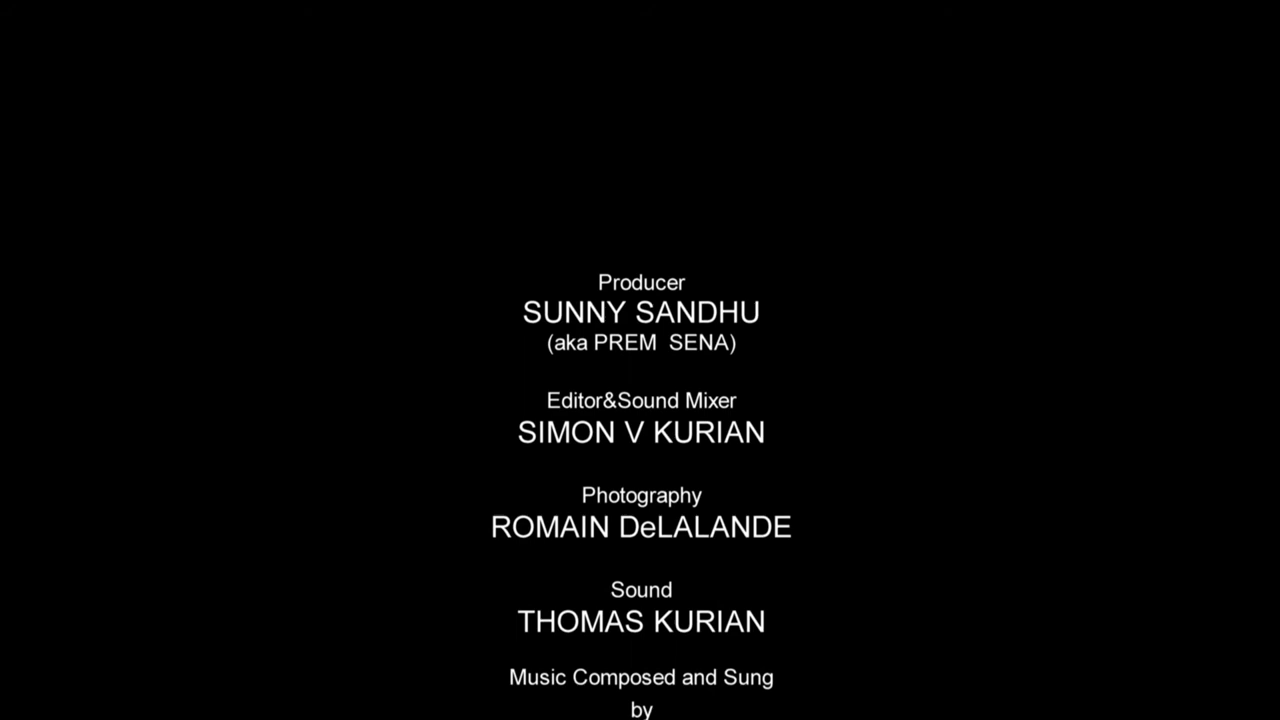 Producer
SUNNY SANDHU
(aka PREM  SENA)
Editor&Sound Mixer
SIMON V KURIAN
Photography
ROMAIN DeLALANDE
Sound
THOMAS KURIAN
Music Composed and Sung
by